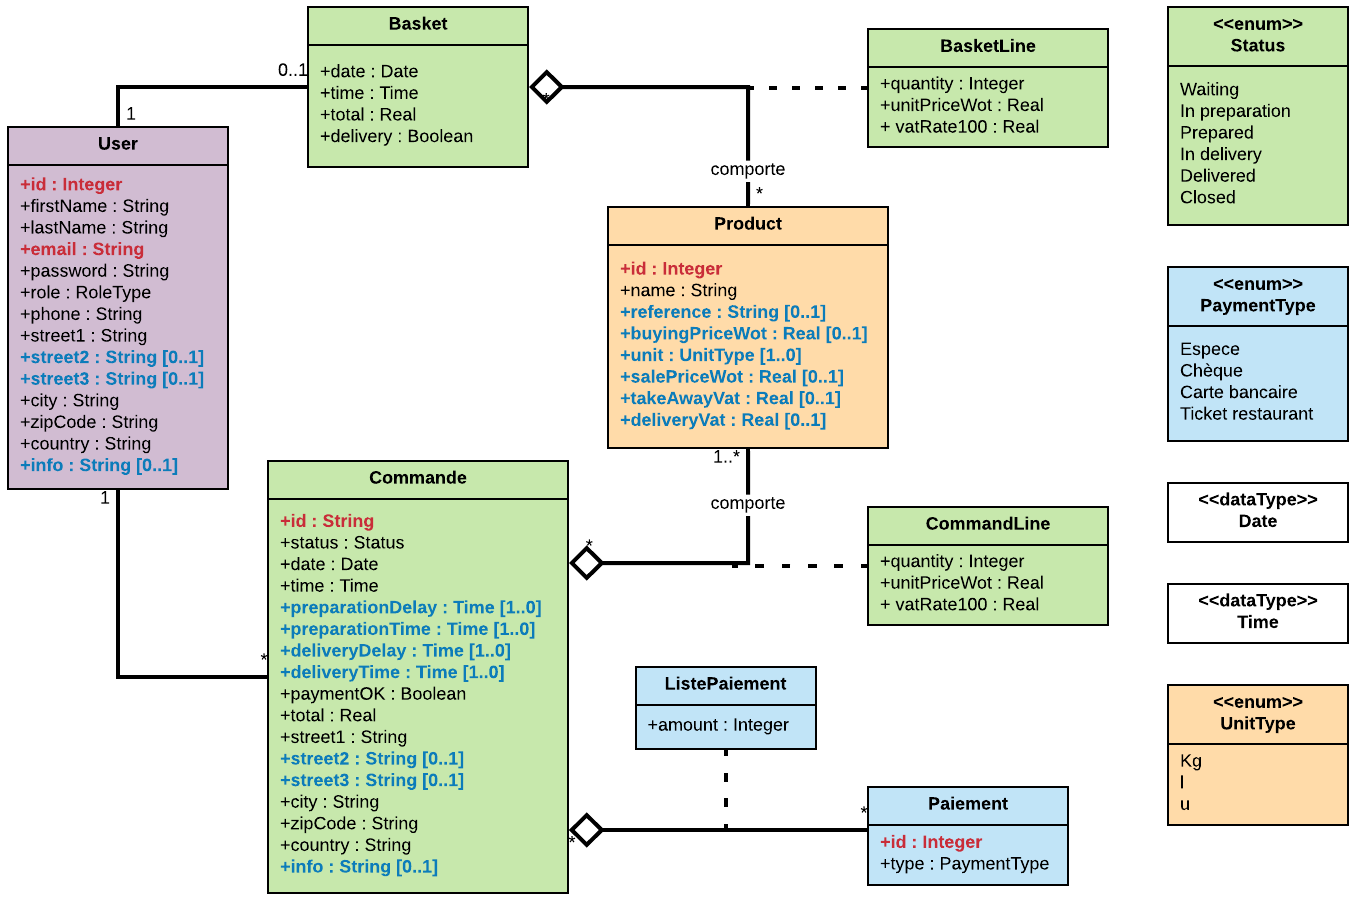 Basket
+date : Date
+time : Time
+total : Real
+delivery : Boolean
0..1
1
*
comporte
*
BasketLine
+quantity : Integer
+unitPriceWot : Real
+ vatRate100 : Real
<<enum>>
Status
Waiting
In preparation
Prepared
In delivery
Delivered
Closed
User
+id : Integer
+firstName : String
+lastName : String
+email : String
+password : String
+role : RoleType
+phone : String
+street1 : String
+street2 : String [0..1]
+street3 : String [0..1]
+city : String
+zipCode : String
+country : String
+info : String [0..1]
1
*
Product
+id : Integer
+name : String
+reference : String [0..1]
+buyingPriceWot : Real [0..1]
+unit : UnitType [1..0]
+salePriceWot : Real [0..1]
+takeAwayVat : Real [0..1]
+deliveryVat : Real [0..1]
1..*
comporte
*
<<enum>>
PaymentType
Espece
Chèque
Carte bancaire
Ticket restaurant
Commande
+id : String
+status : Status
+date : Date
+time : Time
+preparationDelay : Time [1..0]
+preparationTime : Time [1..0]
+deliveryDelay : Time [1..0]
+deliveryTime : Time [1..0]
+paymentOK : Boolean
+total : Real
+street1 : String
+street2 : String [0..1]
+street3 : String [0..1]
+city : String
+zipCode : String
+country : String
+info : String [0..1]
*
*
CommandLine
+quantity : Integer
+unitPriceWot : Real
+ vatRate100 : Real
<<dataType>>
Date
<<dataType>>
Time
ListePaiement
+amount : Integer
Paiement
+id : Integer
+type : PaymentType
<<enum>>
UnitType
Kg
l
u